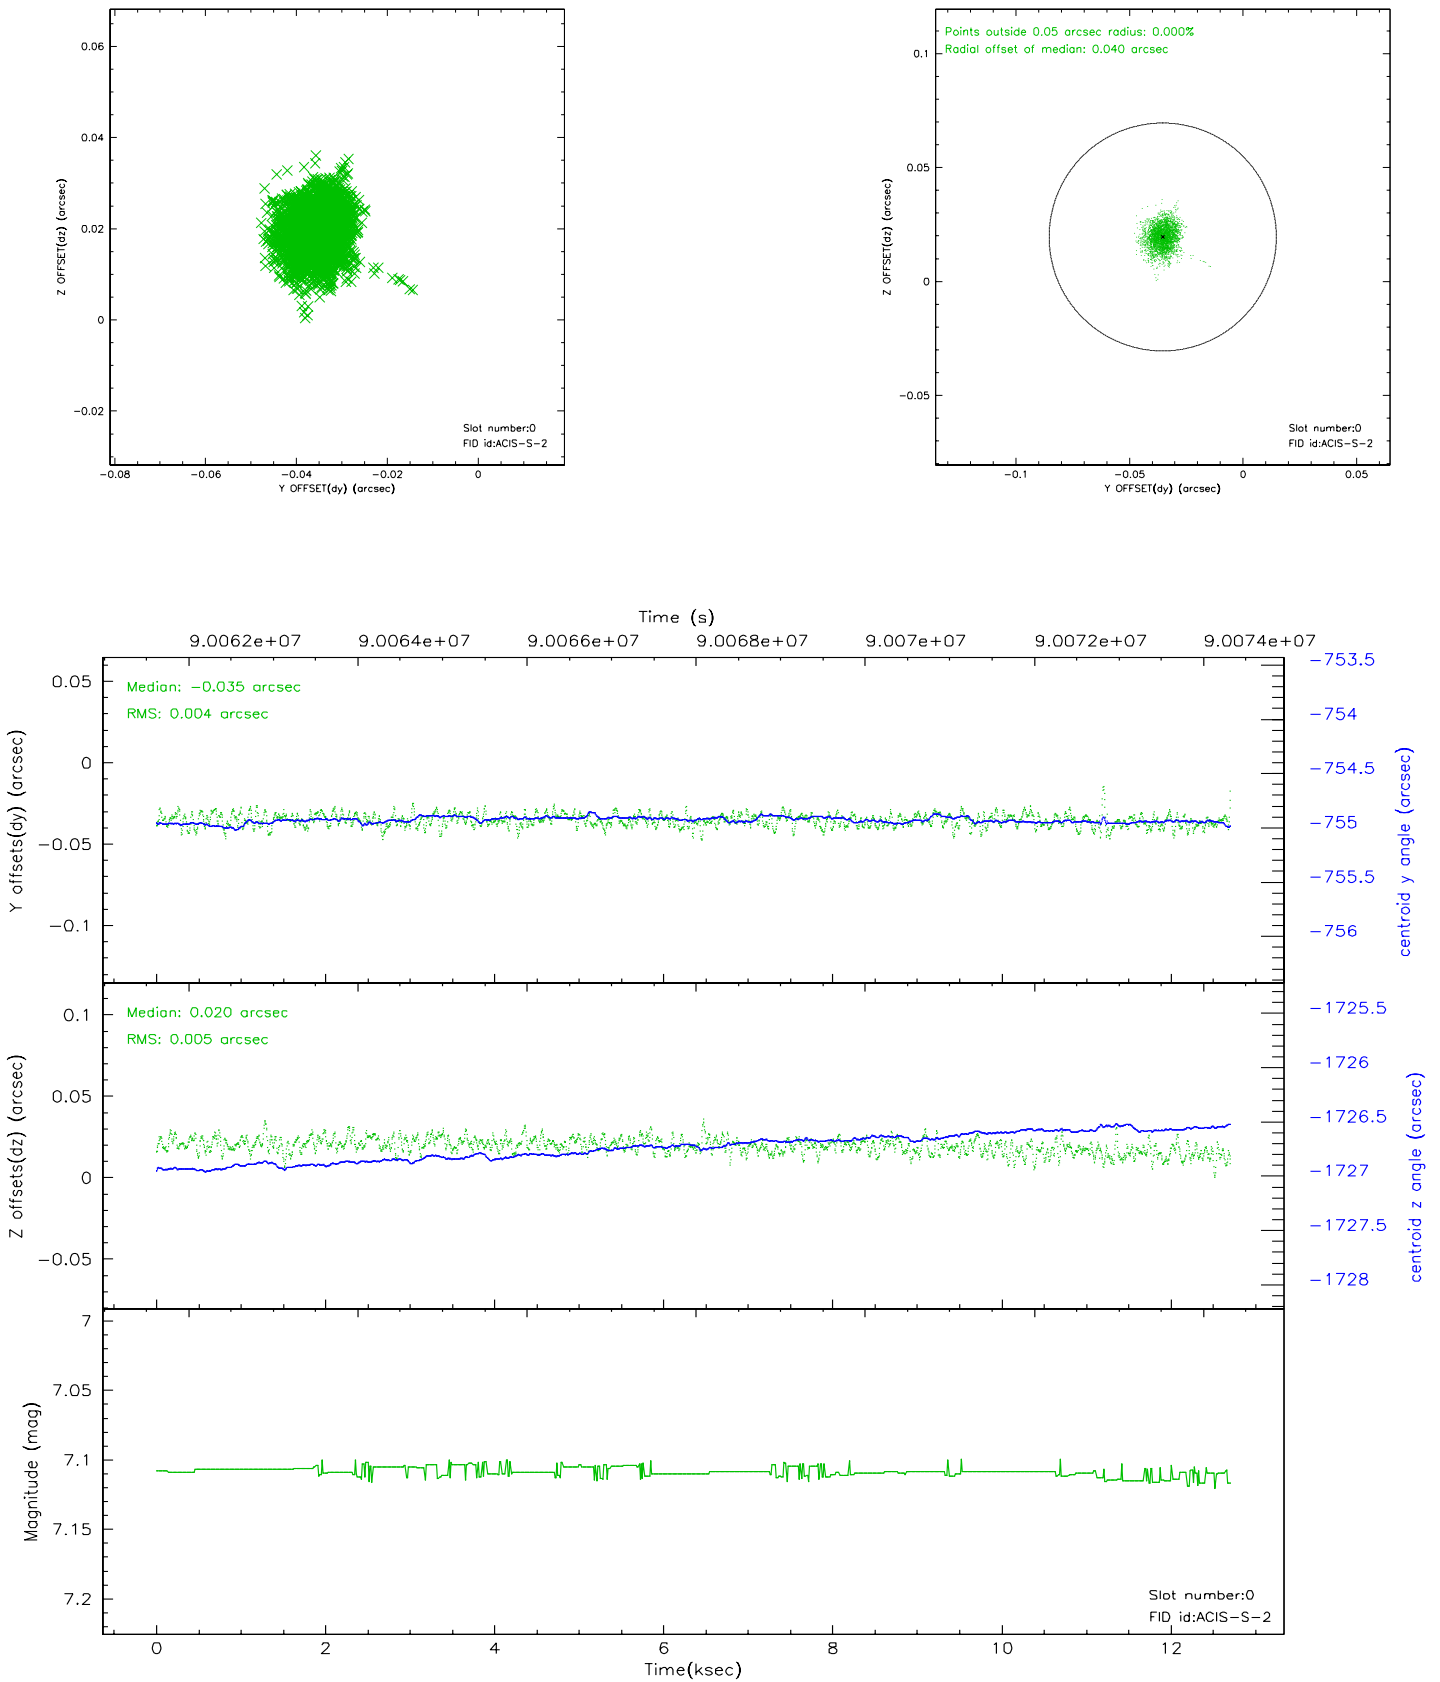 0.06
0.04
0.02
0
−0.02
Z OFFSET(dz) (arcsec)
Slot number:0
FID id:ACIS−S−2
−0.08 −0.06 −0.04 −0.02 0
Y OFFSET(dy) (arcsec)
Points outside 0.05 arcsec radius: 0.000%
Radial offset of median: 0.040 arcsec
0.1
0.05
0
−0.05
Z OFFSET(dz) (arcsec)
Slot number:0
FID id:ACIS−S−2
−0.1 −0.05 0 0.05
Y OFFSET(dy) (arcsec)
Time (s)
9.0062e+07 9.0064e+07 9.0066e+07 9.0068e+07 9.007e+07 9.0072e+07 9.0074e+07
Median: −0.035 arcsec
RMS: 0.004 arcsec
0.05
0
−0.05
−0.1
Y offsets(dy) (arcsec)
−753.5
−754
−754.5
−755
−755.5
−756
centroid y angle (arcsec)
Median: 0.020 arcsec
RMS: 0.005 arcsec
0.1
0.05
0
−0.05
Z offsets(dz) (arcsec)
−1725.5
−1726
−1726.5
−1727
−1727.5
−1728
centroid z angle (arcsec)
7
7.05
7.1
7.15
7.2
Magnitude (mag)
Slot number:0
FID id:ACIS−S−2
0 2 4 6 8 10 12
Time(ksec)